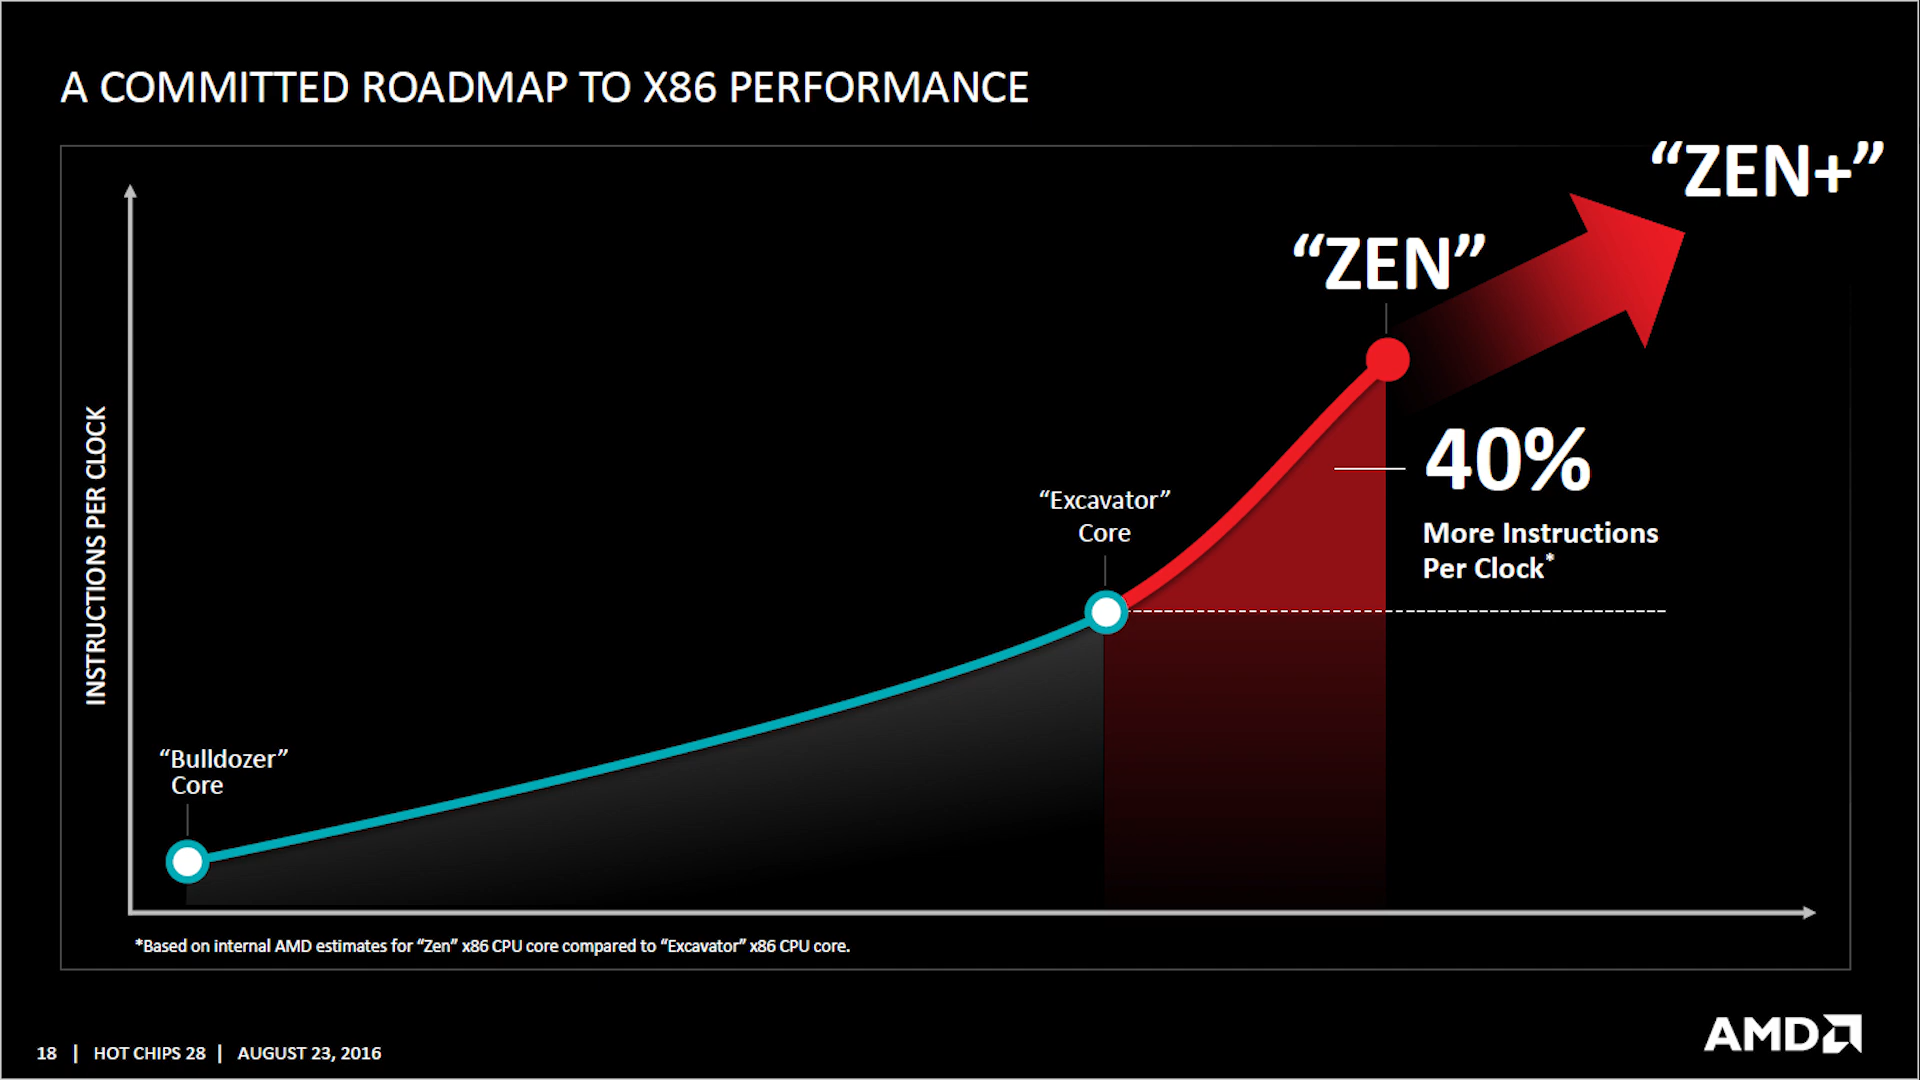 A COMMITTED ROADMAP TO X86 PERFORMANCE
“ZEN+”
“ZEN”
40%
More Instructions
Per Clock*
“Excavator”
Core
INSTRUCTIONS PER CLOCK
“Bulldozer”
Core
*Based on internal AMD estimates for “Zen” x86 CPU core compared to “Excavator” x86 CPU core.
18 | HOT CHIPS 28 | AUGUST 23, 2016
AMD